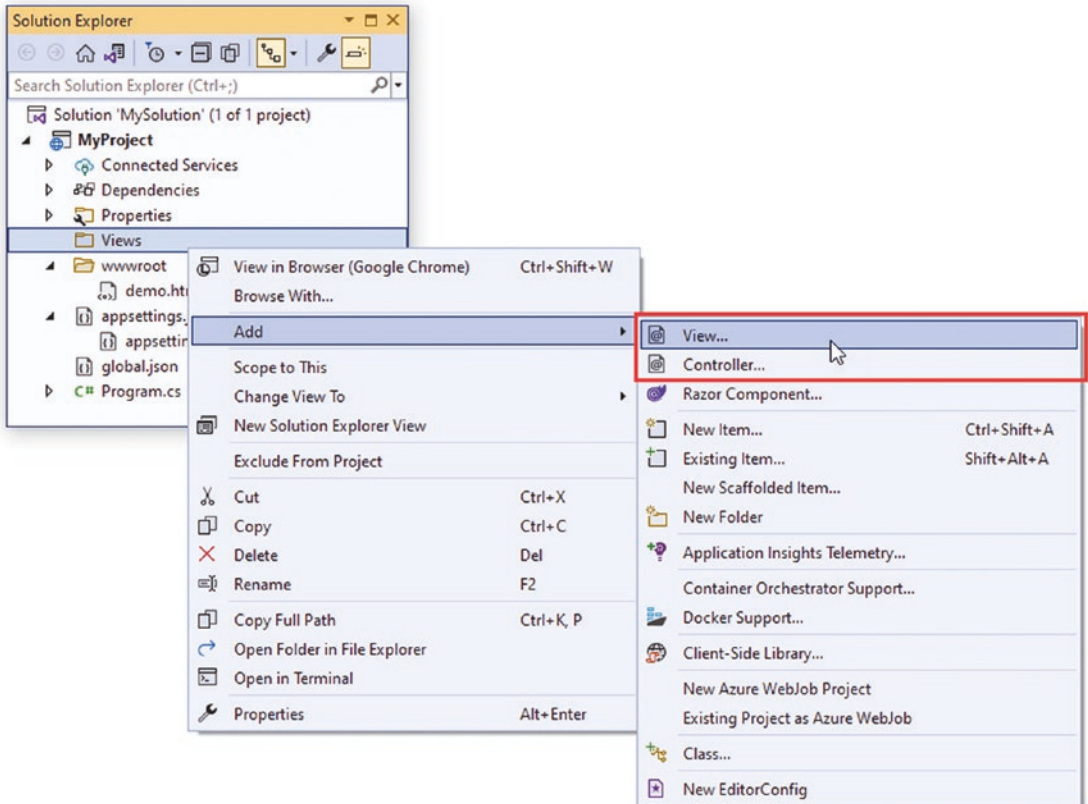 Solution Explorer
Search Solution Explorer (Ctrl+;)
Solution 'MySolution' (1 of 1 project)
MyProject
Connected Services
Dependencies
Properties
Views
wwwroot
demo.ht
appsettings.
appsettin
global.json
C# Program.cs
View in Browser (Google Chrome) Ctrl+Shift+W
Browse With...
Add
Scope to This
Change View To
New Solution Explorer View
Exclude From Project
Cut Ctrl+X
Copy Ctrl+C
Delete Del
Rename F2
Copy Full Path Ctrl+K, P
Open Folder in File Explorer
Open in Terminal
Properties Alt+Enter
View...
Controller...
Razor Component...
New Item... Ctrl+Shift+A
Existing Item... Shift+Alt+A
New Scaffolded Item...
New Folder
Application Insights Telemetry...
Container Orchestrator Support...
Docker Support...
Client-Side Library...
New Azure WebJob Project
Existing Project as Azure WebJob
Class...
New EditorConfig